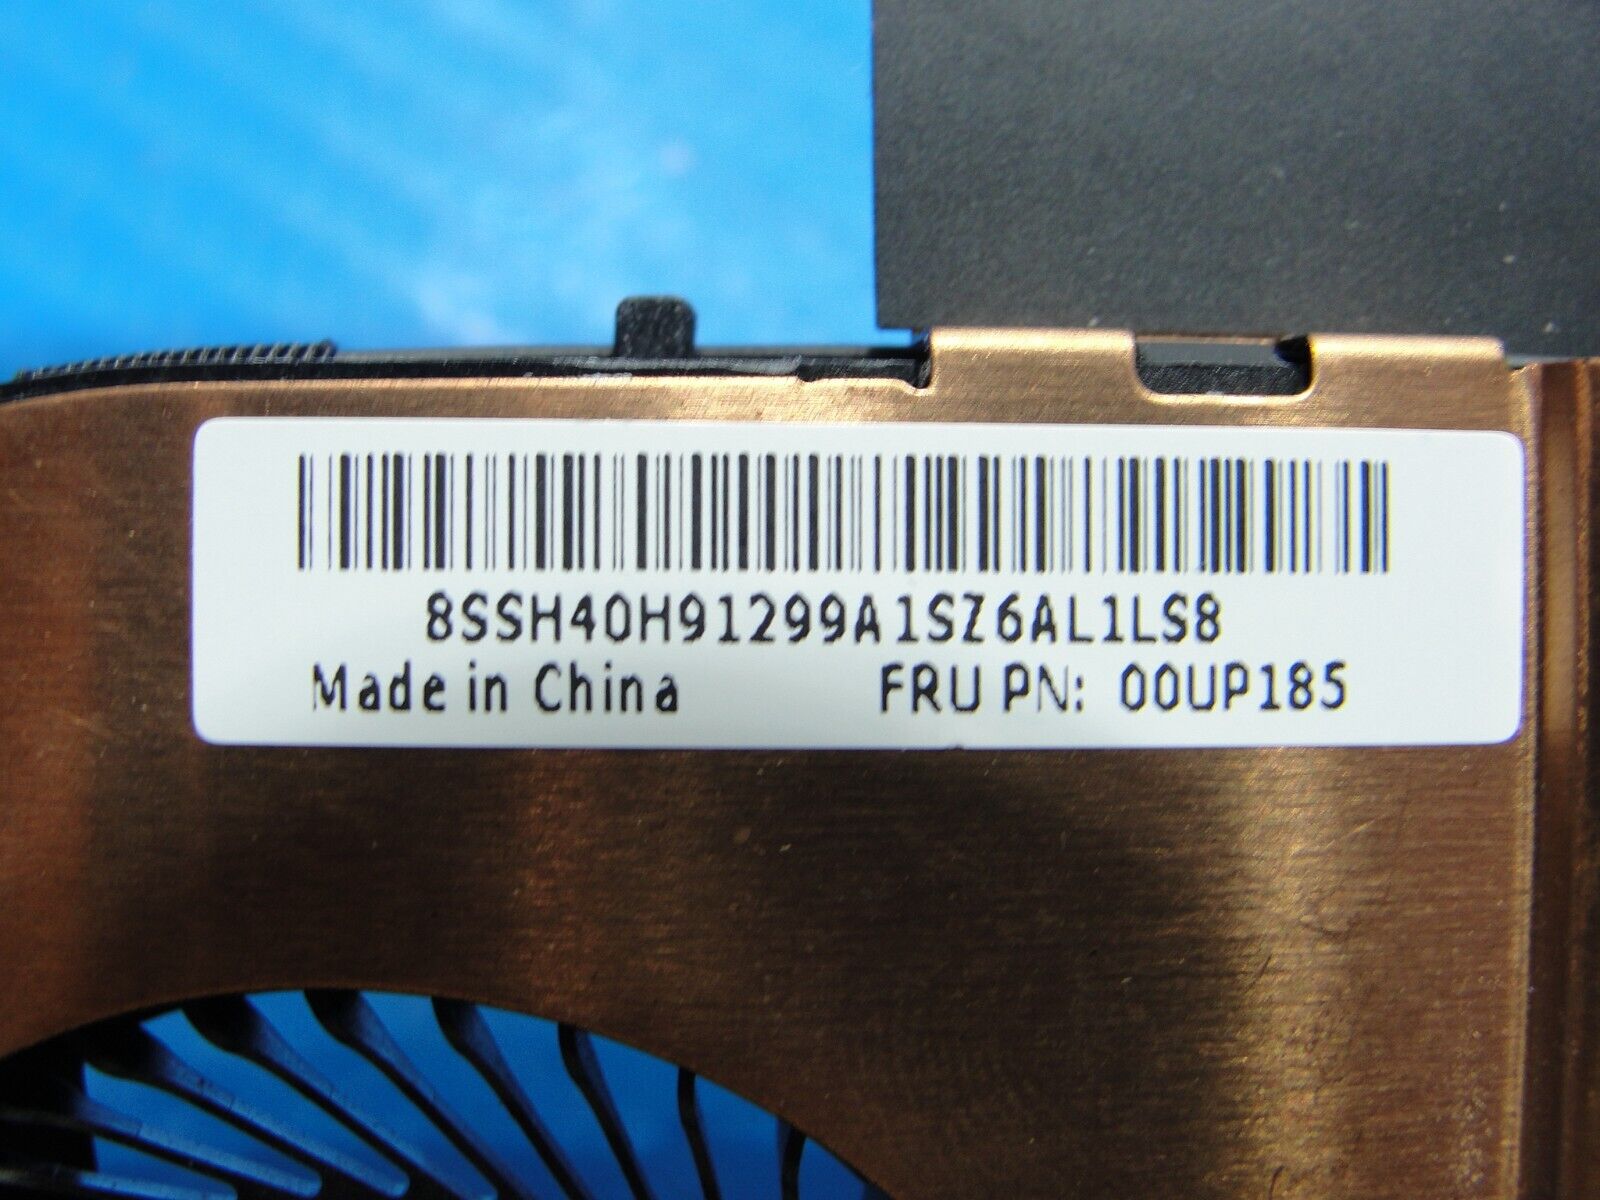 8SSH40H91299A1SZ6AL1LS8
Made in China FRU PN: 00UP185